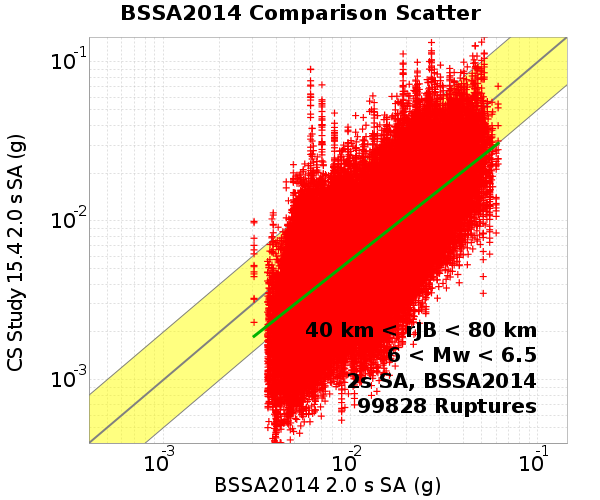 BSSA2014 Comparison Scatter
CS Study 15.4 2.0 s SA (g)
10-1
10-2
10-3
40 km < rJB < 80 km
6 < Mw < 6.5
2s SA, BSSA2014
99828 Ruptures
10-3
10-2
10-1
BSSA2014 2.0 s SA (g)